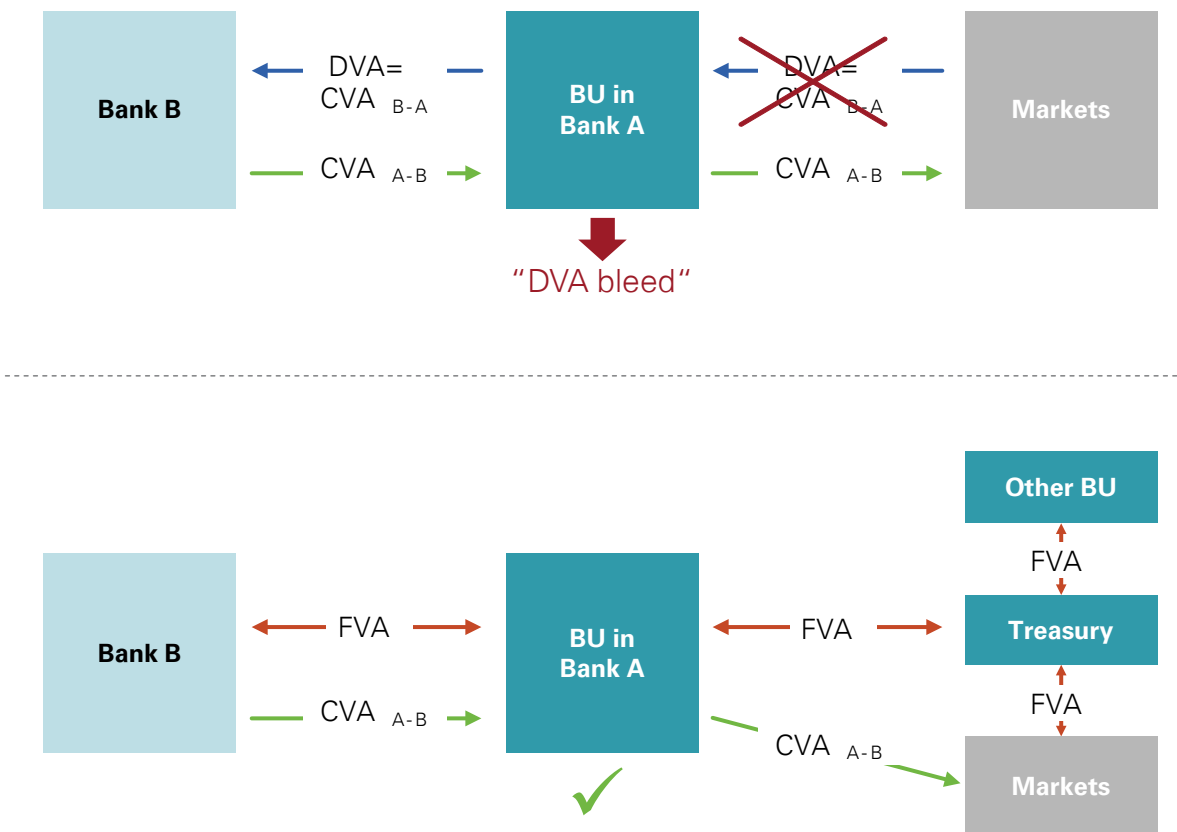 DVA=
CVA B-A
DVA=
CVA B-A
Bank B
BU in
Bank A
Markets
CVA A-B
CVA A-B
“DVA bleed“
Other BU
FVA
Bank B
FVA
BU in
Bank A
FVA
Treasury
FVA
CVA A-B
CVA A-B
Markets